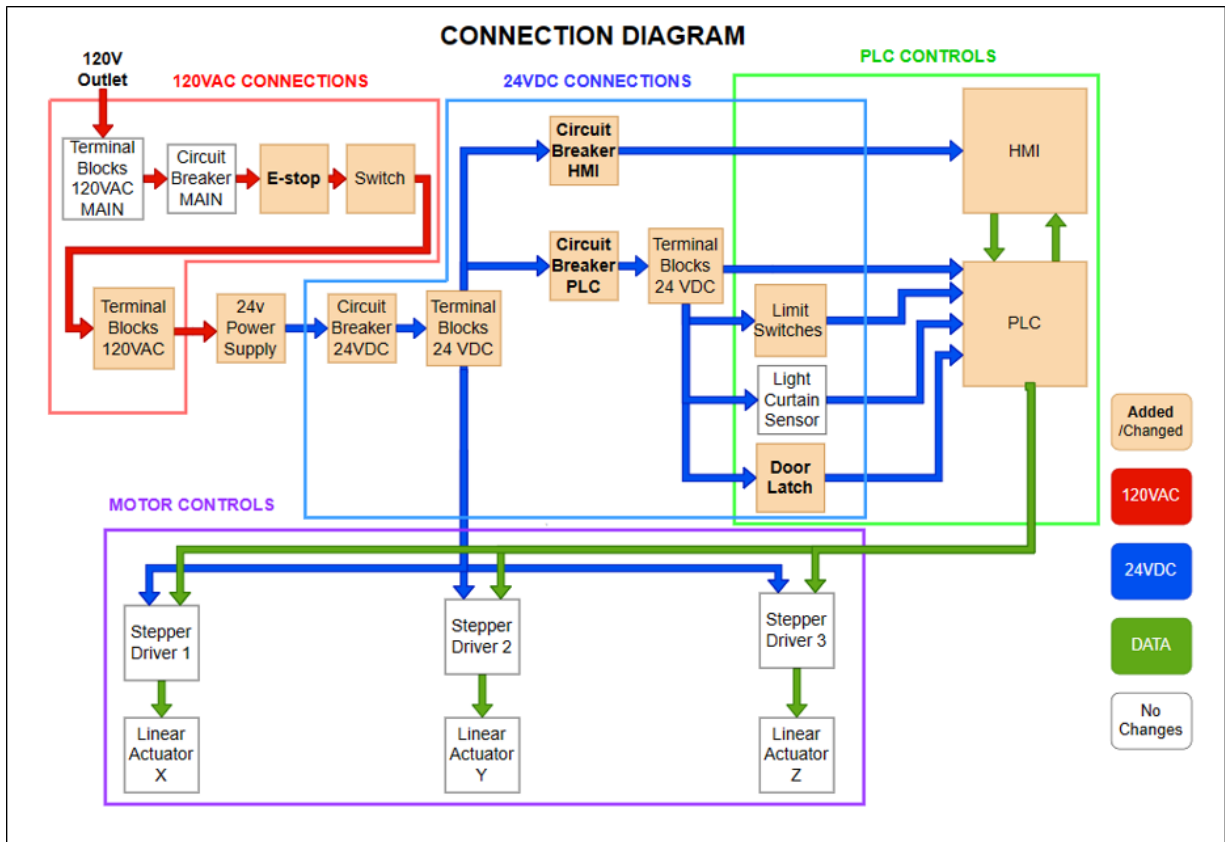 CONNECTION DIAGRAM
120V
Outlet
120VAC CONNECTIONS
24VDC CONNECTIONS
PLC CONTROLS
Terminal
Blocks
120VAC
MAIN
Circuit
Breaker
MAIN
E-stop
Switch
Circuit
Breaker
HMI
HMI
Circuit
Breaker
PLC
Terminal
Blocks
24 VDC
Terminal
Blocks
120VAC
24v
Power
Supply
Circuit
Breaker
24VDC
Terminal
Blocks
24 VDC
Limit
Switches
PLC
Light
Curtain
Sensor
Door
Latch
MOTOR CONTROLS
Stepper
Driver 1
Stepper
Driver 2
Stepper
Driver 3
Linear
Actuator
X
Linear
Actuator
Y
Linear
Actuator
Z
Added
/Changed
120VAC
24VDC
DATA
No
Changes